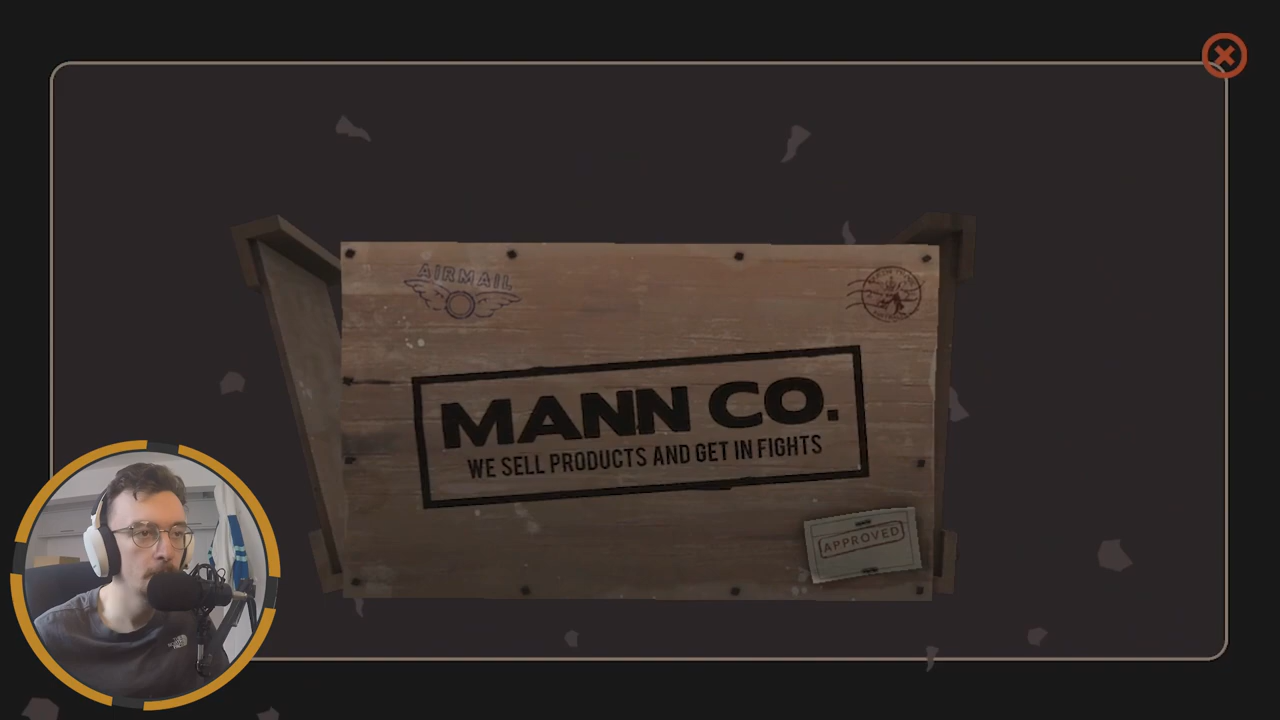 AIRMAIL
MANN CO.
WE SELL PRODUCTS AND GET IN FIGHTS
APPROVED